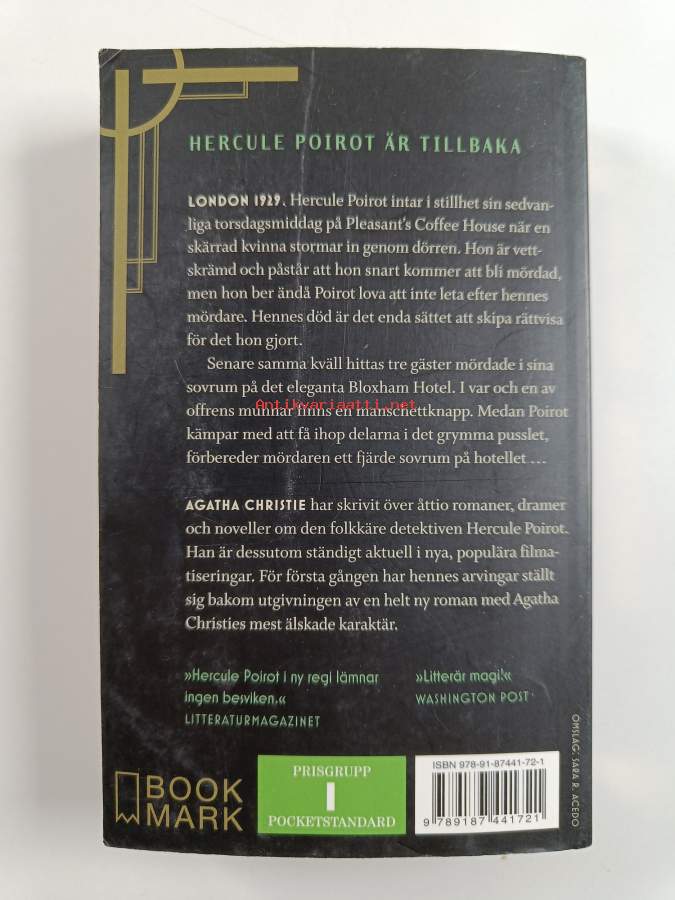 HERCULE POIROT ÄR TILLBAKA
LONDON 1929. Hercule Poirot intar i stillhet sin sedvan-
liga torsdagsmiddag på Pleasant's Coffee House när en
skärrad kvinna stormar in genom dörren. Hon är vett-
skrämd och påstår att hon snart kommer att bli mördad,
men hon ber ändå Poirot lova att inte leta efter hennes
mördare. Hennes död är det enda sättet att skipa rättvisa
för det hon gjort.
Senare samma kväll hittas tre gäster mördade i sina
sovrum på det eleganta Bloxham Hotel. I var och en av
Antikvariaatti.net
offrens munnar finns en manschettknapp. Medan Poirot
kämpar med att få ihop delarna i det grymma pusslet,
förbereder mördaren ett fjärde sovrum på hotellet ...
AGATHA CHRISTIE har skrivit över åttio romaner, dramer
och noveller om den folkkäre detektiven Hercule Poirot.
Han är dessutom ständigt aktuell i nya, populära filma-
tiseringar. För första gången har hennes arvingar ställt
sig bakom utgivningen av en helt ny roman med Agatha
Christies mest älskade karaktär.
»Hercule Poirot i ny regi lämnar
ingen besviken.«
LITTERATURMAGAZINET
»Litterär magi!«
WASHINGTON POST
OMSLAG: SARA R. ACEDO
BOOK
MARK
PRISGRUPP
I
POCKETSTANDARD
ISBN 978-91-87441-72-1
9 789187 441721